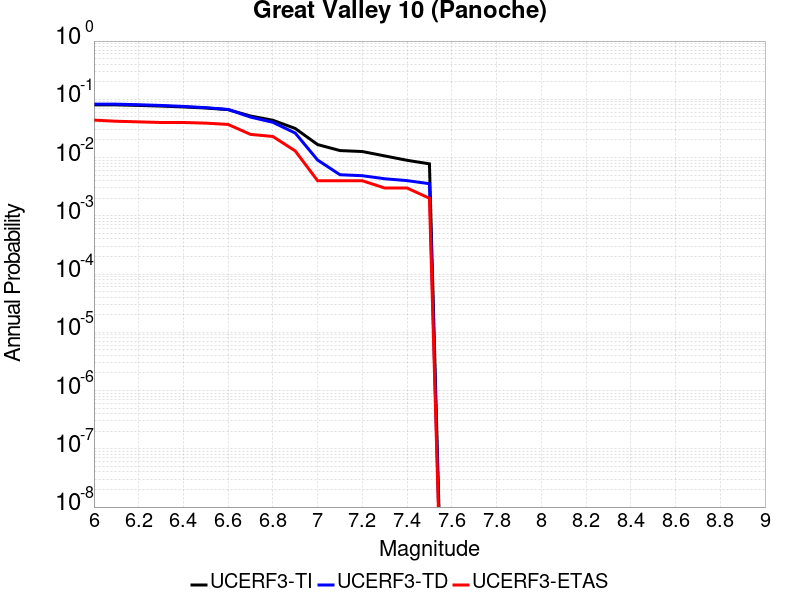 Great Valley 10 (Panoche)
10^0
10^-1
10^-2
10^-3
10^-4
10^-5
10^-6
10^-7
10^-8
Annual Probability
6 6.2 6.4 6.6 6.8 7 7.2 7.4 7.6 7.8 8 8.2 8.4 8.6 8.8 9
Magnitude
UCERF3-TI UCERF3-TD UCERF3-ETAS